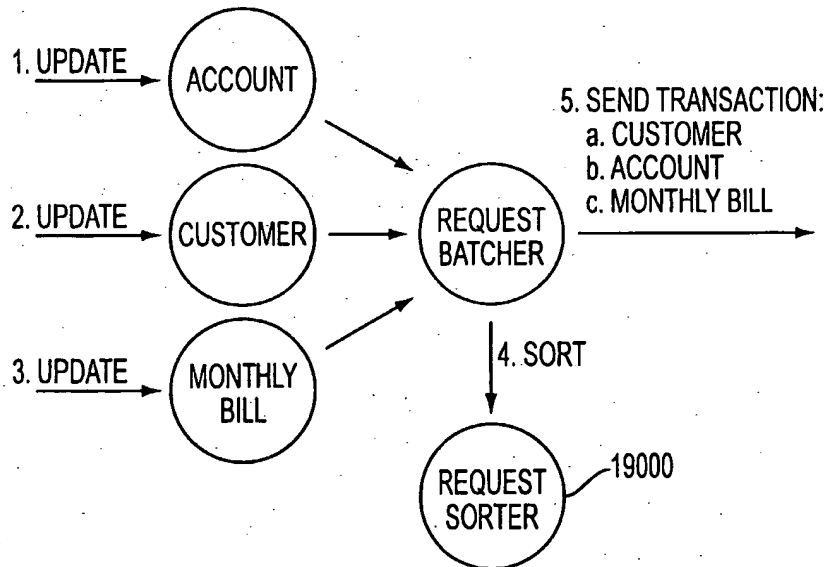 1. UPDATE
ACCOUNT
2. UPDATE
CUSTOMER
3. UPDATE
MONTHLY
BILL
REQUEST
BATCHER
5. SEND TRANSACTION:
a. CUSTOMER
b. ACCOUNT
c. MONTHLY BILL
4. SORT
REQUEST
SORTER
19000